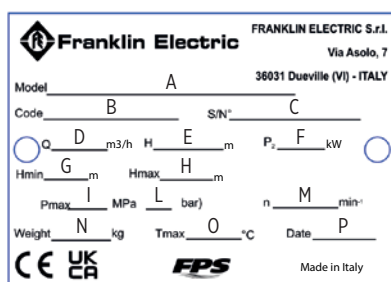 Franklin Electric
FRANKLIN ELECTRIC S.r.l.
Via Asolo, 7
36031 Dueville (VI) - ITALY
Model A
Code B S/N° C
Q D m3/h H E m P₂ F kW
Hmin G m Hmax H m
Pmax I MPa L bar) n M min⁻¹
Weight N kg Tmax O °C Date P
CE UK
CA
FPS
Made in Italy